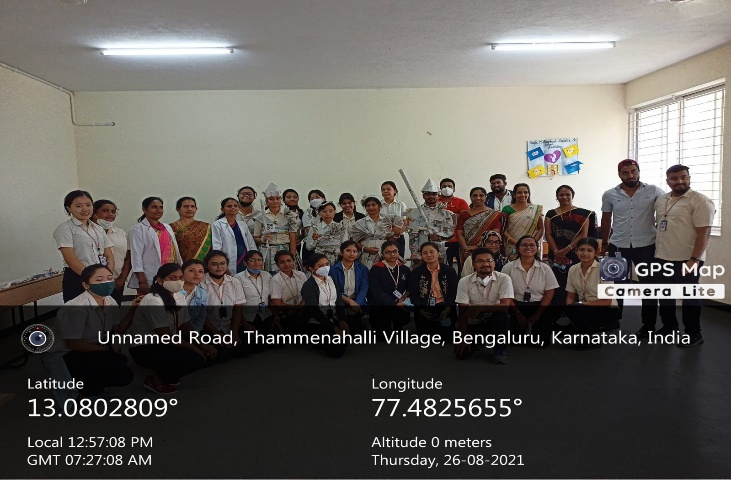 GPS Map
Camera Lite
Unnamed Road, Thammenahalli Village, Bengaluru, Karnataka, India
Latitude
Longitude
13.0802809°
77.4825655°
Local 12:57:08 PM
Altitude 0 meters
GMT 07:27:08 AM
Thursday, 26-08-2021